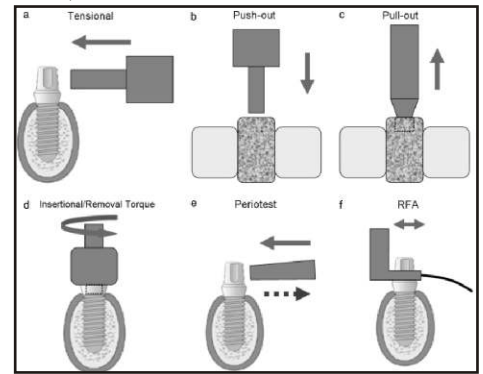 a Tensional
b Push-out
c Pull-out
d Insertional/Removal Torque
e Periotest
f RFA